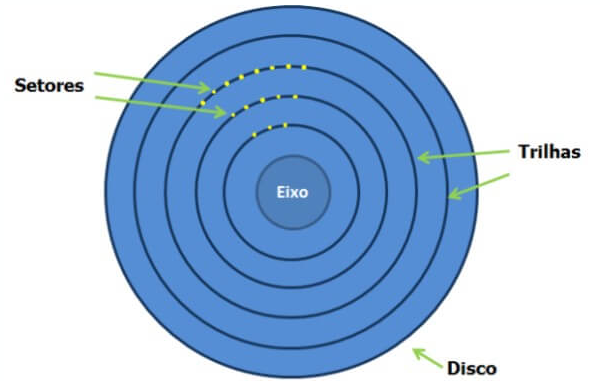 Setores
Trilhas
Eixo
Disco